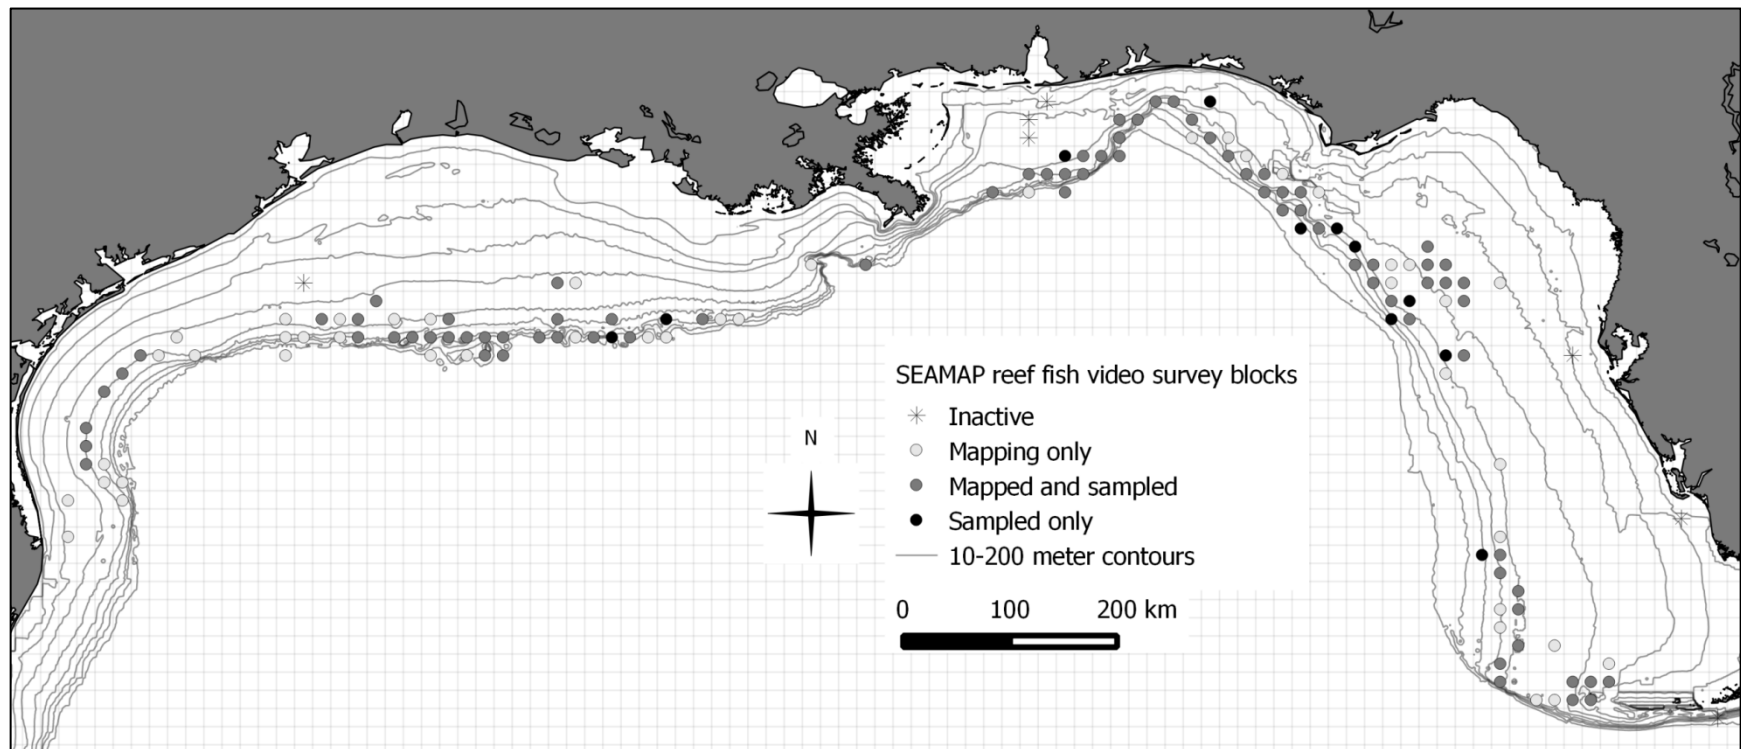 SEAMAP reef fish video survey blocks
Inactive
Mapping only
N
Mapped and sampled
Sampled only
10-200 meter contours
0 100 200 km